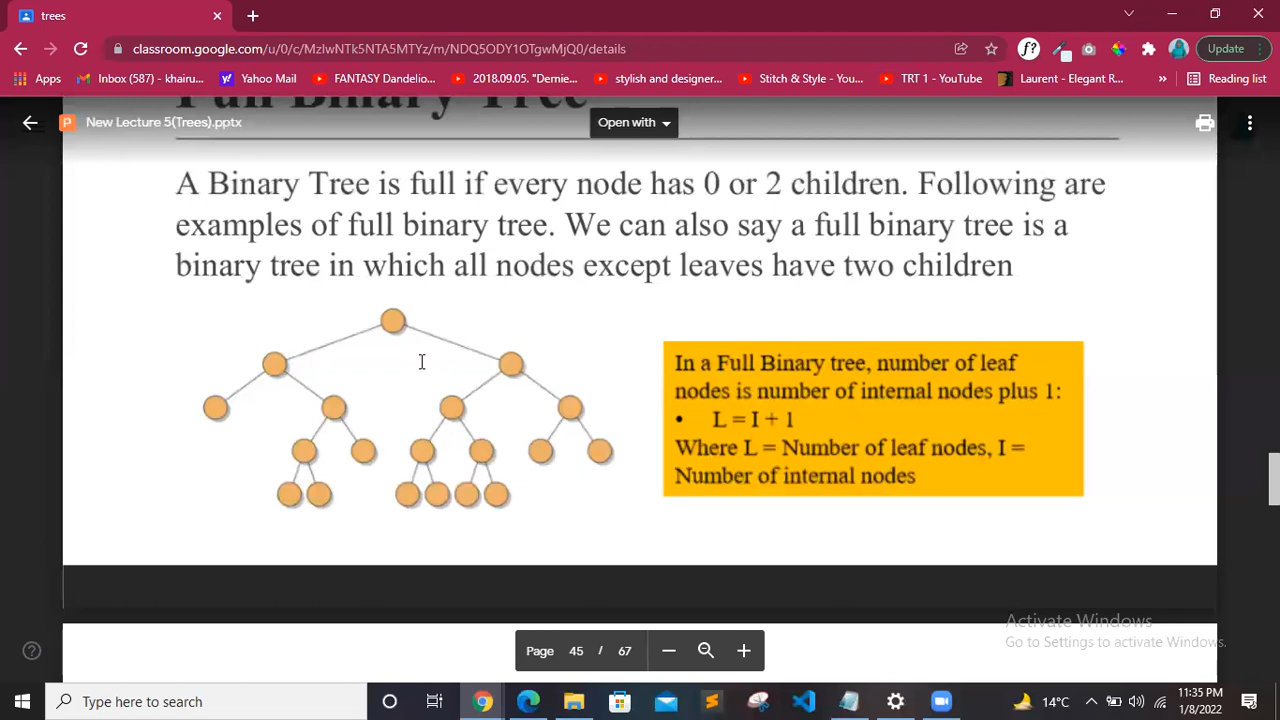 trees
classroom.google.com/u/0/c/MzIwNTk5NTA5MTYz/m/NDQ5ODY1OTgwMjQ0/details
f?
Update
Apps
Inbox (587) - khairu...
Yahoo Mail
FANTASY Dandelio...
2018.09.05. "Dernie...
stylish and designer...
Stitch & Style - You...
TRT 1 - YouTube
Laurent - Elegant R...
»
Reading list
Full Binary Tree
New Lecture 5(Trees).pptx
Open with
A Binary Tree is full if every node has 0 or 2 children. Following are
examples of full binary tree. We can also say a full binary tree is a
binary tree in which all nodes except leaves have two children
In a Full Binary tree, number of leaf
nodes is number of internal nodes plus 1:
• L = I + 1
Where L = Number of leaf nodes, I =
Number of internal nodes
Activate Windows
Go to Settings to activate Windows.
Page 45 / 67
Type here to search
14°C
11:35 PM
1/8/2022